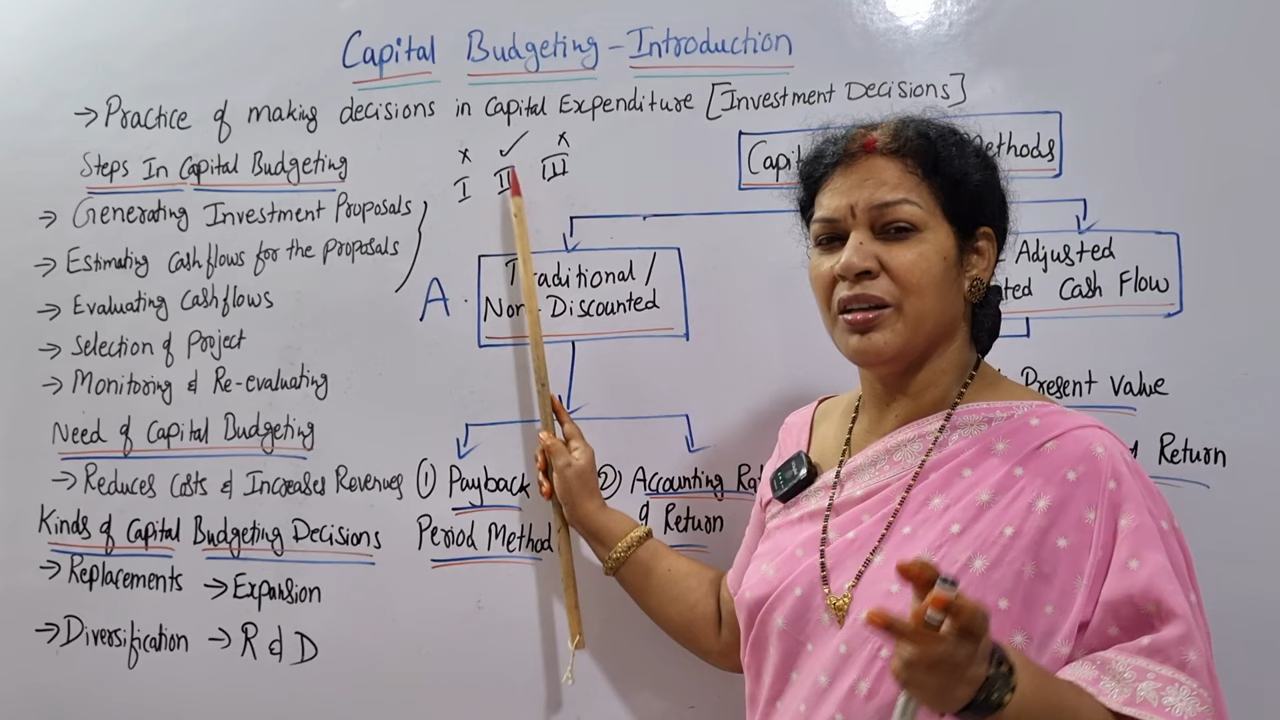 Capital Budgeting - Introduction
→ Practice of making decisions in Capital Expenditure [Investment Decisions]
Steps In Capital Budgeting
→ Generating Investment Proposals
→ Estimating Cashflows for the Proposals
→ Evaluating Cashflows
→ Selection of Project
→ Monitoring & Re-evaluating
Need of Capital Budgeting
→ Reduces Costs & Increases Revenues
Kinds of Capital Budgeting Decisions
→ Replacements → Expansion
→ Diversification → R & D
x ✓ x
I II III
A.
Traditional /
Non-Discounted
① Payback
Period Method
② Accounting
of Return
Adjusted
Cash Flow
Present Value
Return